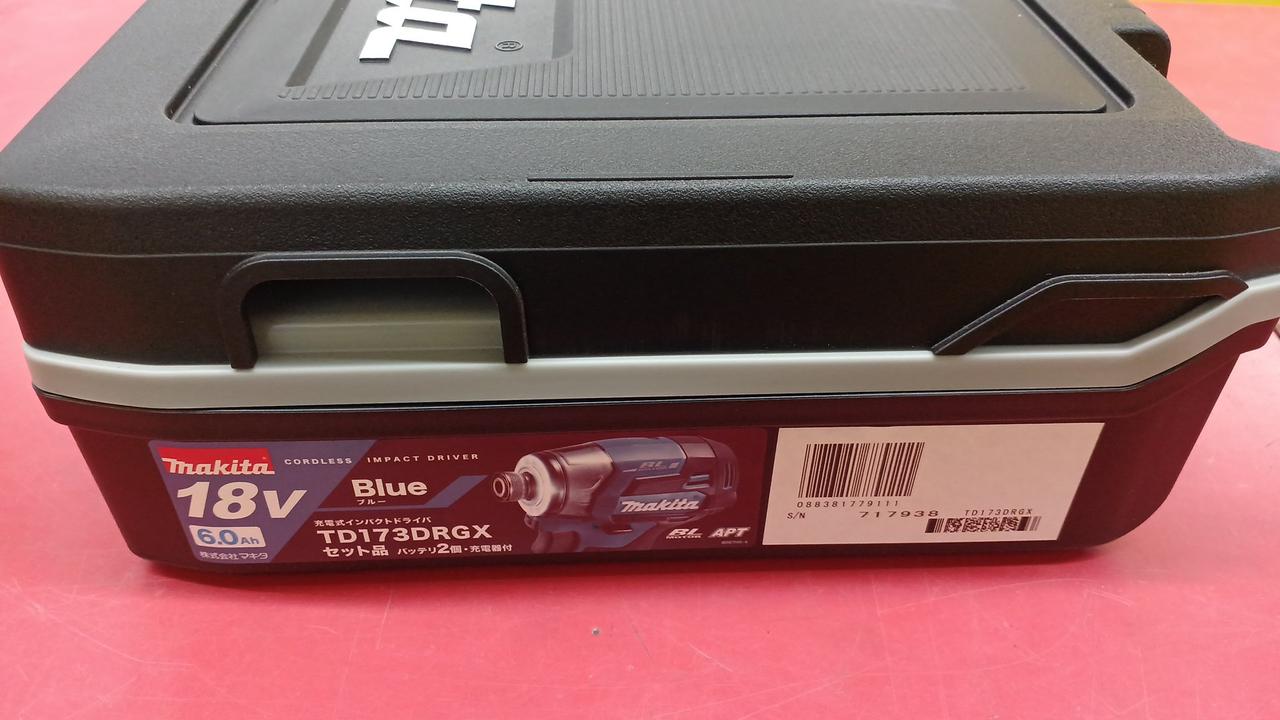 ®
makita
CORDLESS IMPACT DRIVER
18V
Blue
ブルー
6.0Ah
充電式インパクトドライバ
TD173DRGX
セット品 バッテリ2個・充電器付
株式会社マキタ
BL
makita
BL
MOTOR
APT
088381779111
S/N 717938 TD173DRGX